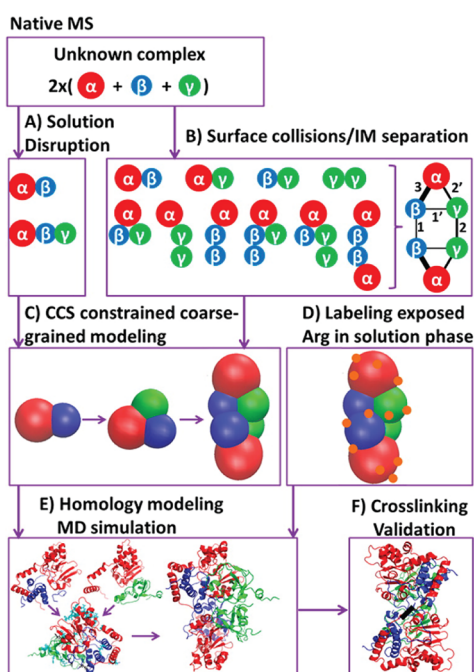 Native MS
Unknown complex
2x( α + β + γ )
A) Solution
Disruption
B) Surface collisions/IM separation
α β
α β γ
α β
α γ
β γ
γ γ
α
β γ
α
γ
γ
α
β
β
α
β γ
β
α
β γ
γ
α
β
β
α
α
3 2'
β γ
1'
1 2
β γ
α
C) CCS constrained coarse-
grained modeling
D) Labeling exposed
Arg in solution phase
E) Homology modeling
MD simulation
F) Crosslinking
Validation